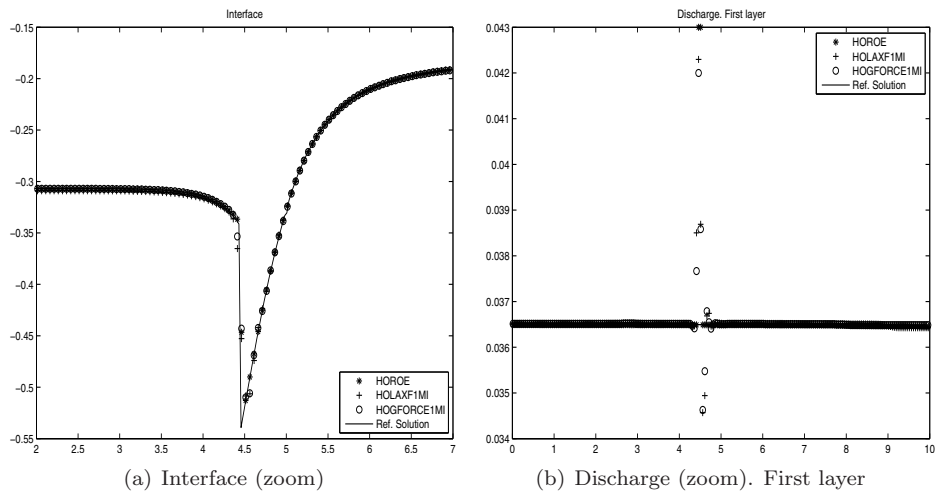 Interface
−0.15
−0.2
−0.25
−0.3
−0.35
−0.4
−0.45
−0.5
−0.55
2 2.5 3 3.5 4 4.5 5 5.5 6 6.5 7
HOROE
HOLAXF1MI
HOGFORCE1MI
Ref. Solution
(a) Interface (zoom)
Discharge. First layer
0.043
0.042
0.041
0.04
0.039
0.038
0.037
0.036
0.035
0.034
0 1 2 3 4 5 6 7 8 9 10
HOROE
HOLAXF1MI
HOGFORCE1MI
Ref. Solution
(b) Discharge (zoom). First layer